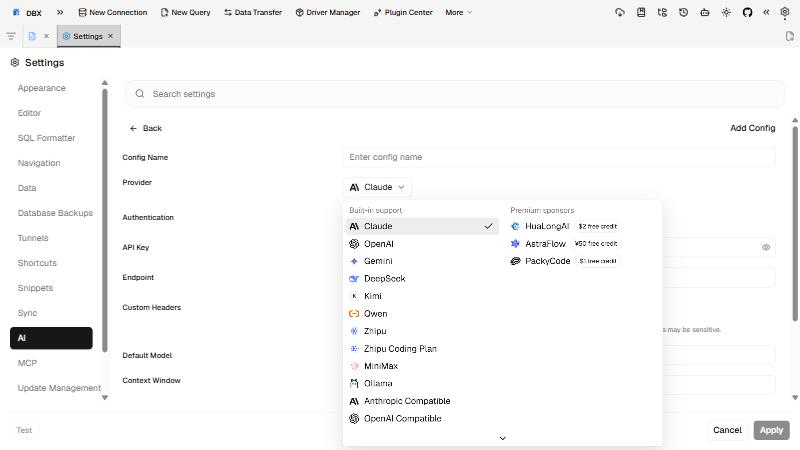 DBX
New Connection
New Query
Data Transfer
Driver Manager
Plugin Center
More
Settings
Settings
Appearance
Editor
SQL Formatter
Navigation
Data
Database Backups
Tunnels
Shortcuts
Snippets
Sync
AI
MCP
Update Management
Search settings
Back
Add Config
Config Name
Enter config name
Provider
Claude
Authentication
API Key
Endpoint
Custom Headers
s may be sensitive.
Default Model
Context Window
Built-in support
Claude
OpenAI
Gemini
DeepSeek
Kimi
Qwen
Zhipu
Zhipu Coding Plan
MiniMax
Ollama
Anthropic Compatible
OpenAI Compatible
Premium sponsors
HuaLongAI $2 free credit
AstraFlow ¥50 free credit
PackyCode $1 free credit
Test
Cancel
Apply